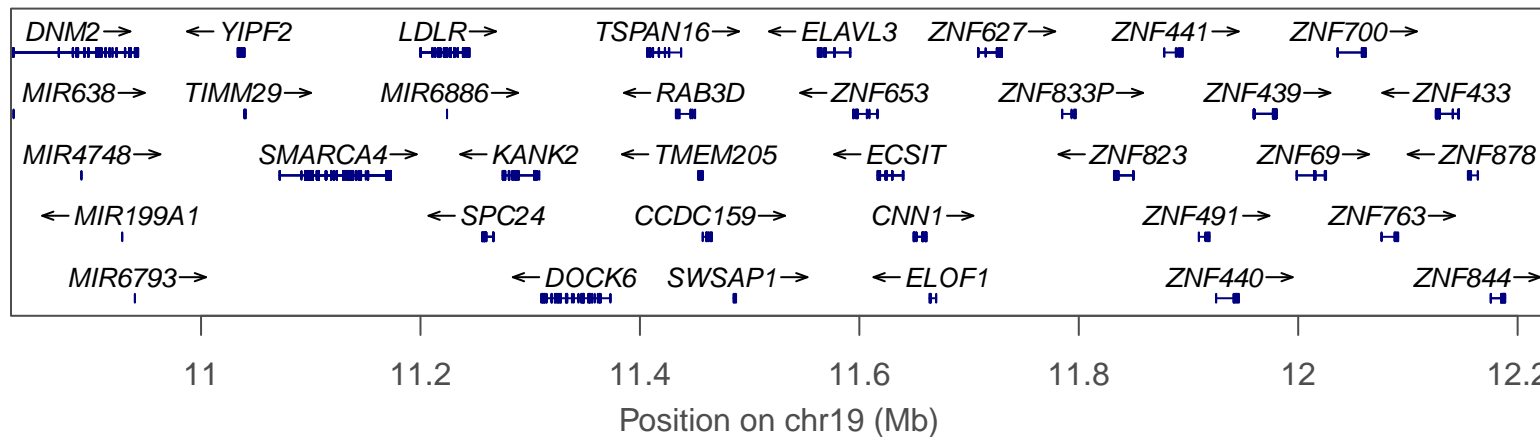 DNM2→ ←YIPF2 LDLR→ TSPAN16→ ←ELAVL3 ZNF627→ ZNF441→ ZNF700→
MIR638→ TIMM29→ MIR6886→ ←RAB3D ←ZNF653 ZNF833P→ ZNF439→ ←ZNF433
MIR4748→ SMARCA4→ ←KANK2 ←TMEM205 ←ECSIT ←ZNF823 ZNF69→ ←ZNF878
←MIR199A1 ←SPC24 CCDC159→ CNN1→ ZNF491→ ZNF763→
MIR6793→ ←DOCK6 SWSAP1→ ←ELOF1 ZNF440→ ZNF844→
11 11.2 11.4 11.6 11.8 12 12.2
Position on chr19 (Mb)